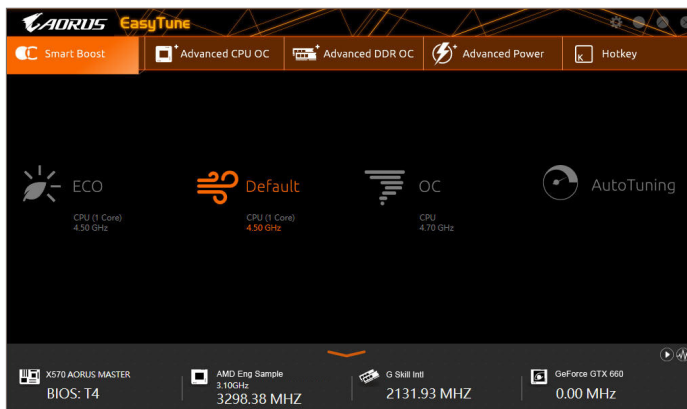 AORUS EasyTune
Smart Boost
Advanced CPU OC
Advanced DDR OC
Advanced Power
K Hotkey
ECO
CPU (1 Core)
4.50 GHz
Default
CPU (1 Core)
4.50 GHz
OC
CPU
4.70 GHz
AutoTuning
X570 AORUS MASTER
BIOS: T4
AMD Eng Sample
3.10GHz
3298.38 MHZ
G Skill Intl
2131.93 MHZ
GeForce GTX 660
0.00 MHz